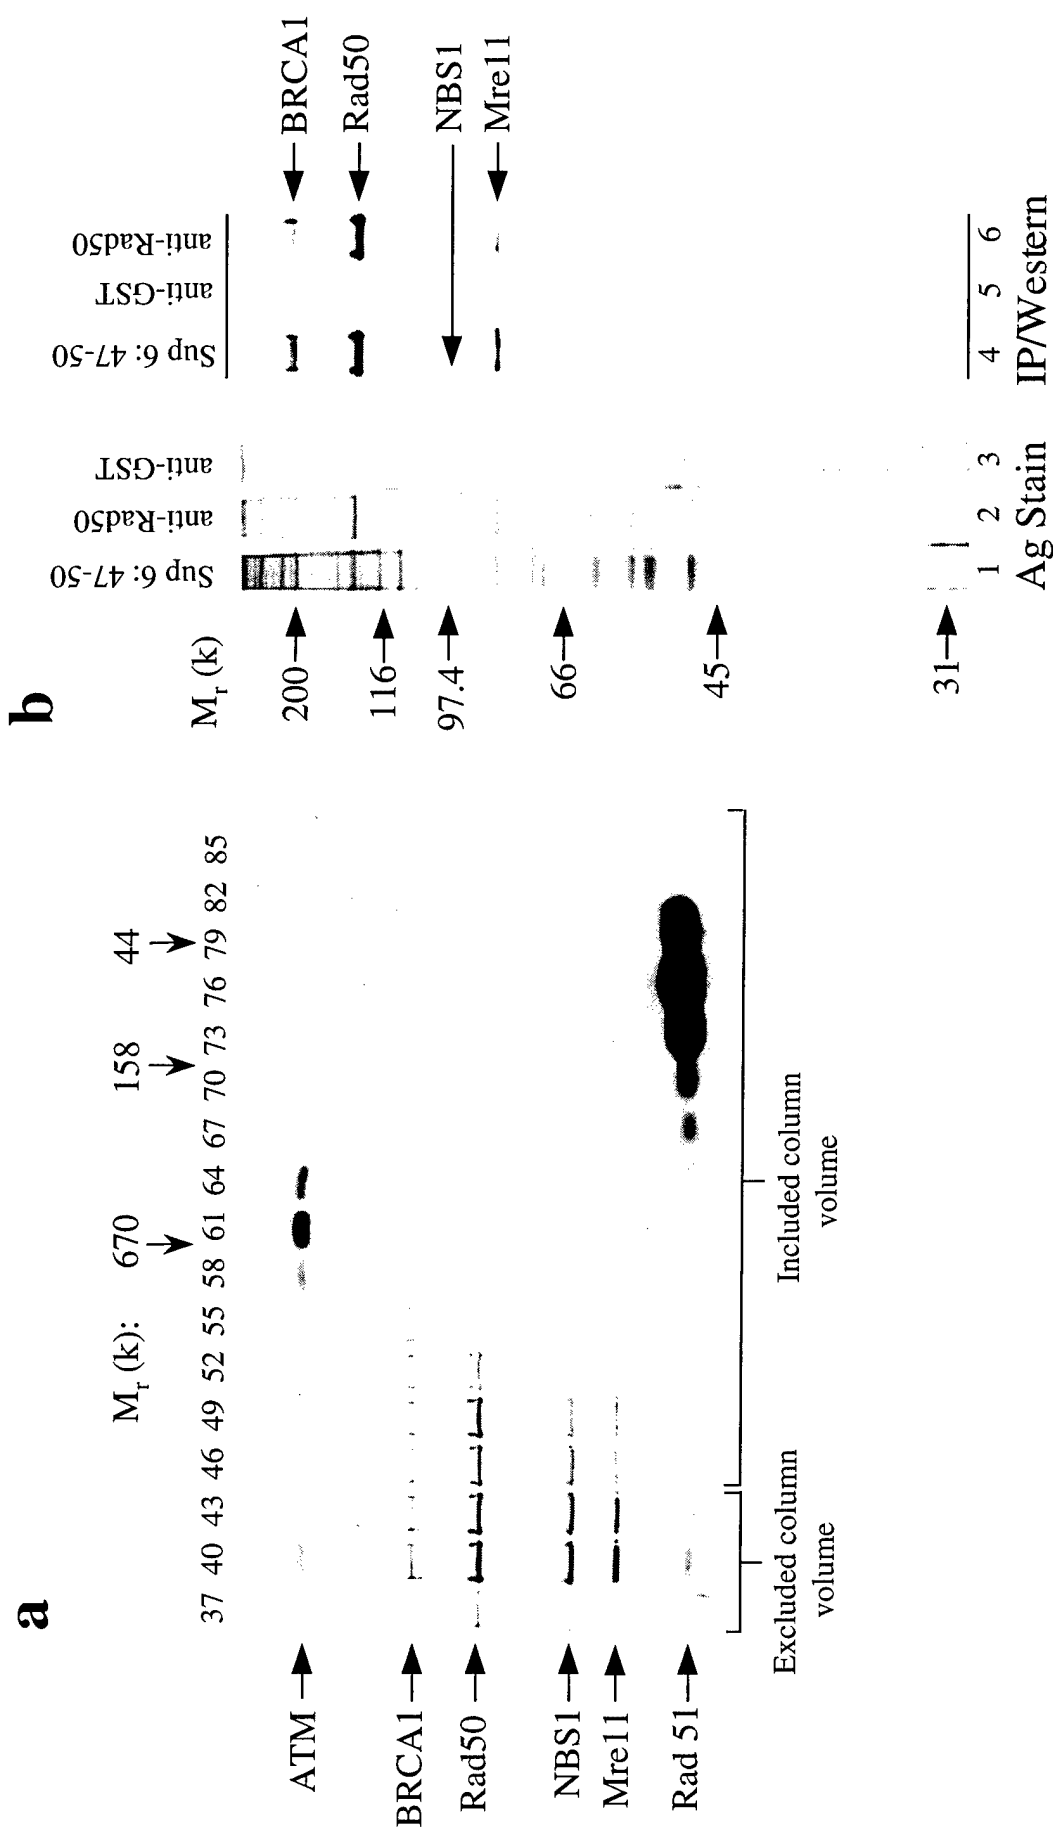 a
M r (k): 670 158 44
37 40 43 46 49 52 55 58 61 64 67 70 73 76 79 82 85
ATM
BRCA1
Rad50
NBS1
Mre11
Rad 51
Excluded column
volume
Included column
volume
b
M r (k)
Sup 6: 47-50
anti-Rad50
anti-GST
Sup 6: 47-50
anti-GST
anti-Rad50
200
116
97.4
66
45
31
BRCA1
Rad50
NBS1
Mre11
1 2 3 4 5 6
Ag Stain IP/Western